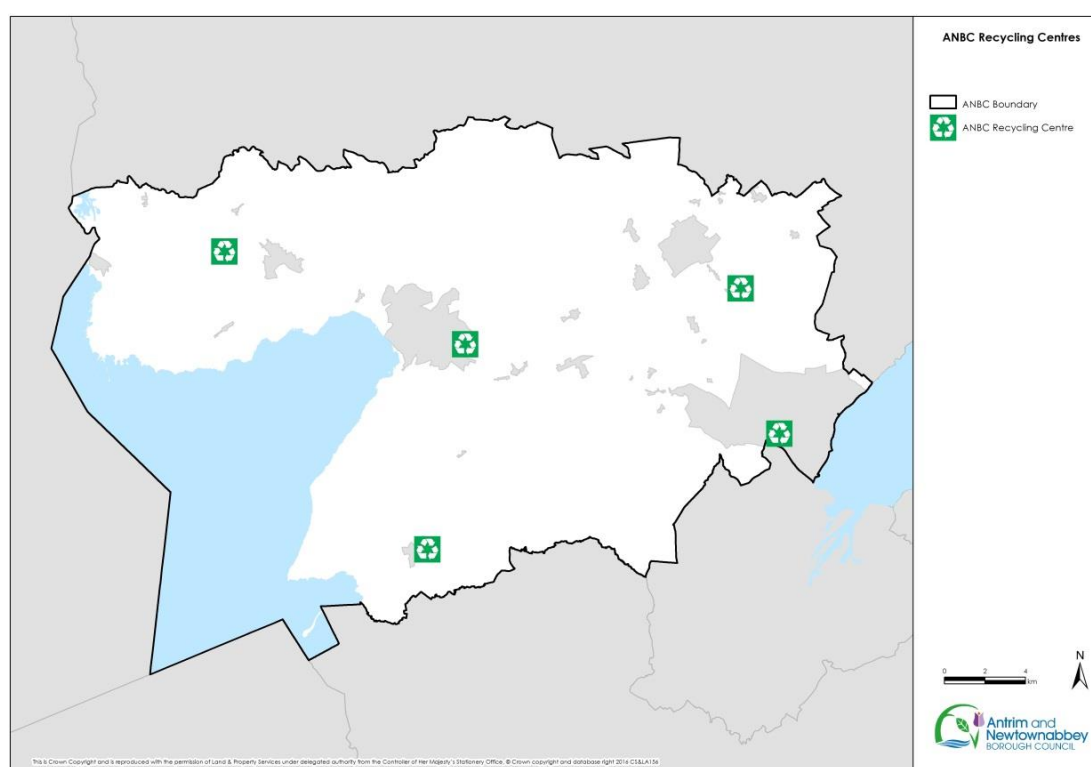 ANBC Recycling Centres
ANBC Boundary
ANBC Recycling Centre
N
0 2 4
km
Antrim and
Newtownabbey
BOROUGH COUNCIL
This is Crown Copyright and is reproduced with the permission of Land & Property Services under delegated authority from the Controller of Her Majesty's Stationery Office, © Crown copyright and database right 2016 CS&LA156